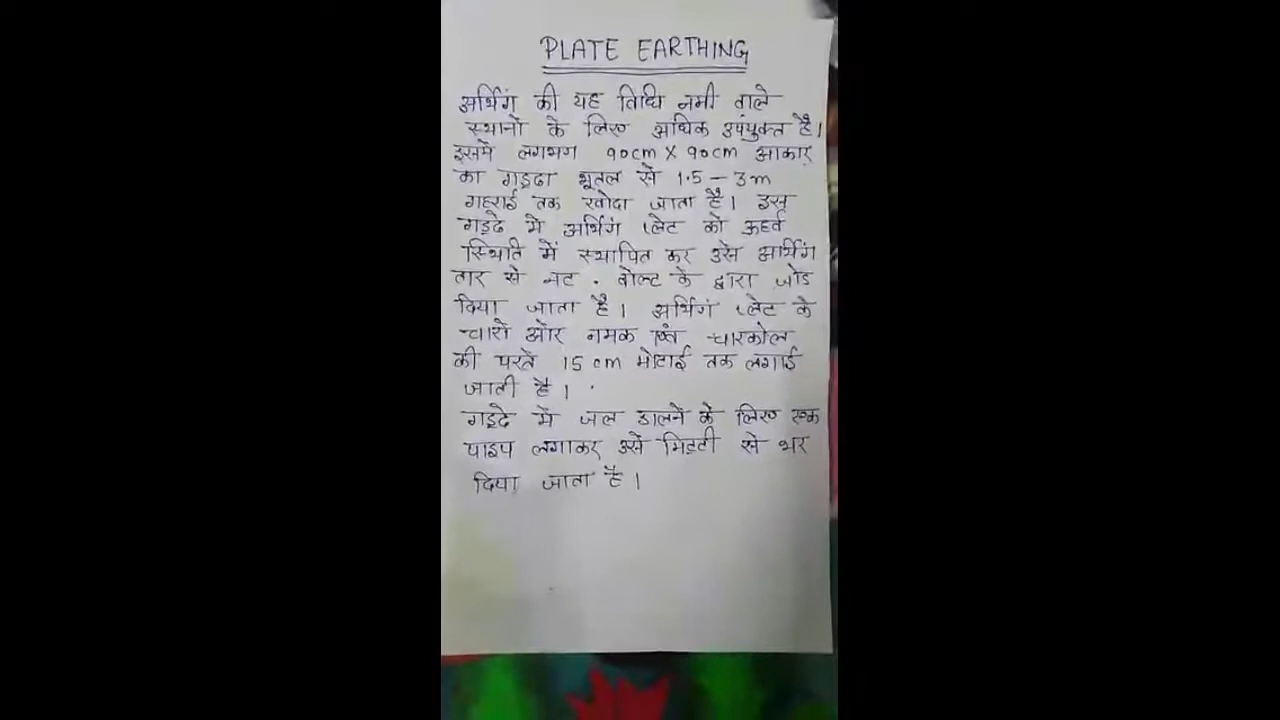 PLATE EARTHING
अर्थिंग की यह विधि नमी वाले
स्थानों के लिए अधिक उपयुक्त है।
इसमें लगभग 90cm X 90cm आकार
का गड्ढा भूतल से 1.5 – 3m
गहराई तक खोदा जाता है। इस
गड्ढे में अर्थिंग प्लेट को ऊर्ध्व
स्थिति में स्थापित कर उसे अर्थिंग
तार से नट - बोल्ट के द्वारा जोड
दिया जाता है। अर्थिंग प्लेट के
चारों ओर नमक एवं चारकोल
की परतें 15 cm मोटाई तक लगाई
जाती है।
गड्ढे में जल डालने के लिए एक
पाइप लगाकर उसे मिट्टी से भर
दिया जाता है।